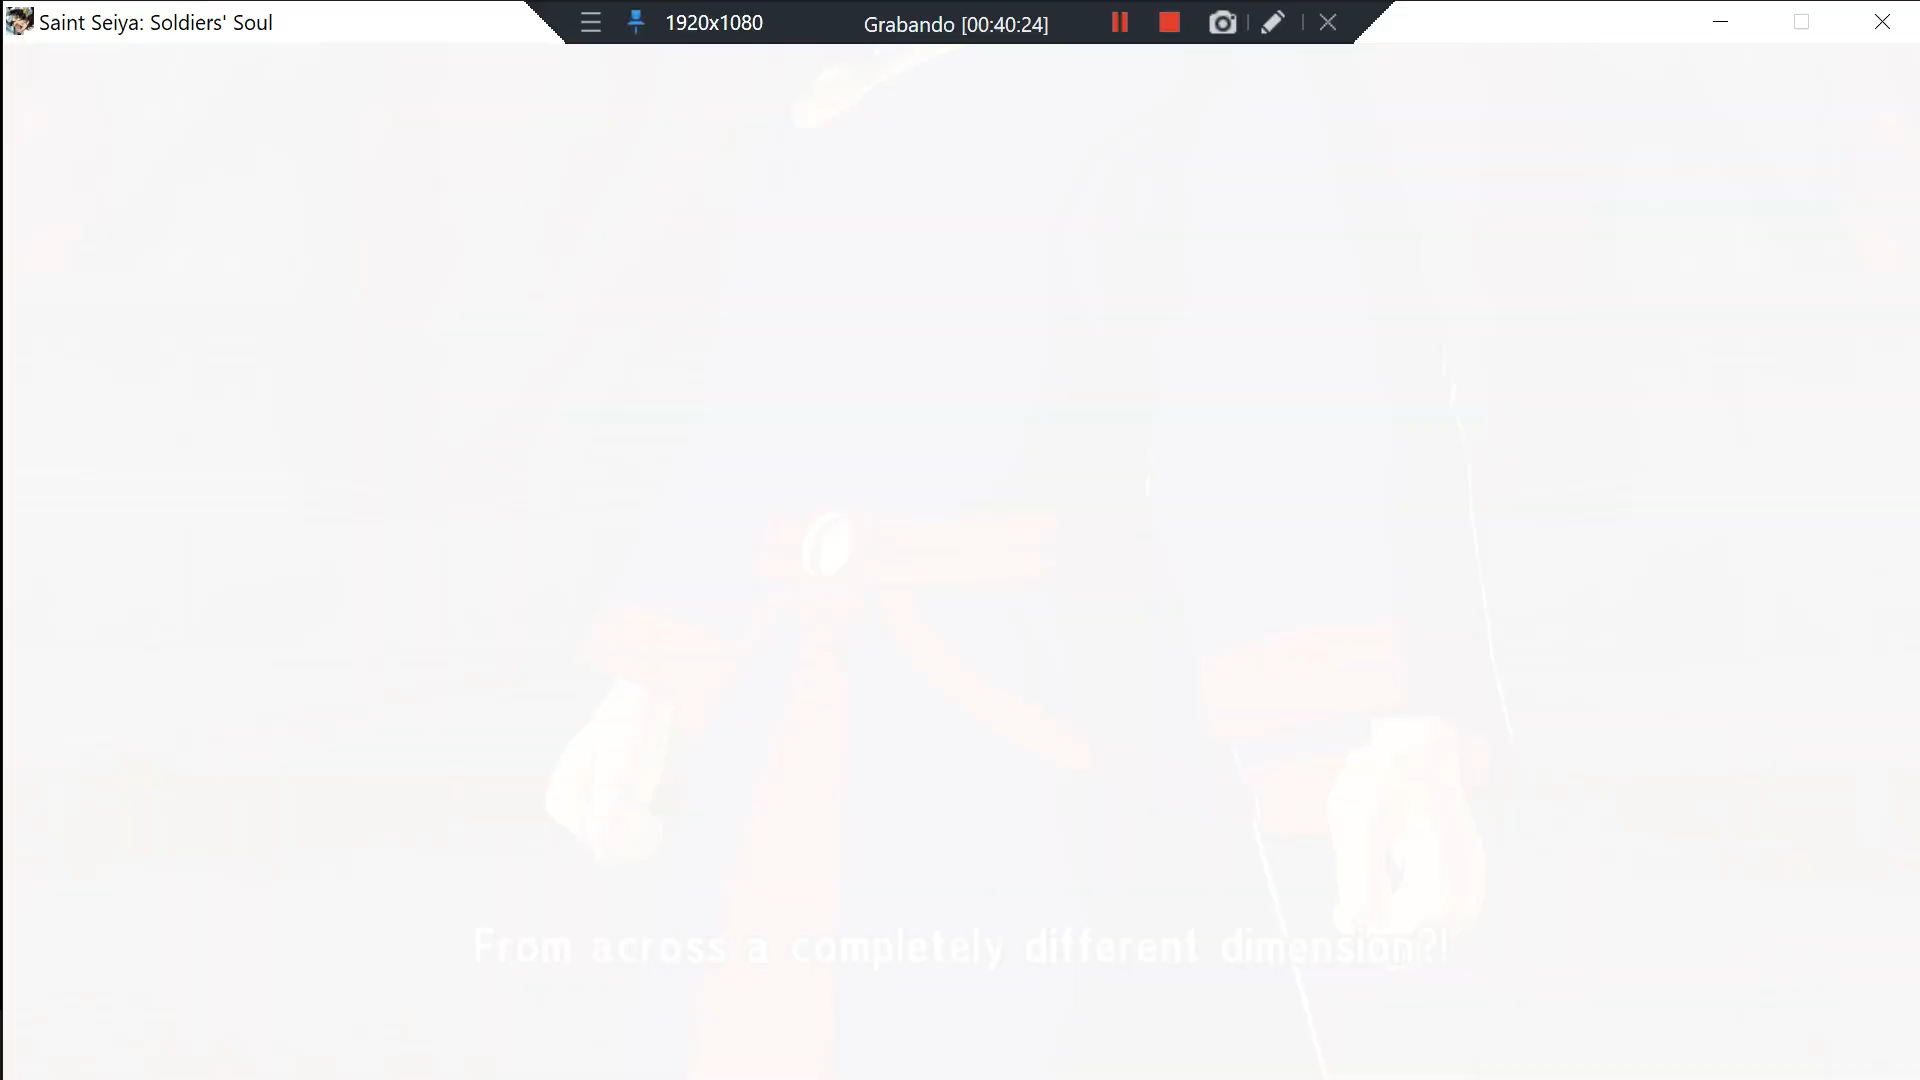 Saint Seiya: Soldiers' Soul
1920x1080
Grabando [00:40:24]
From across a completely different dimension?!